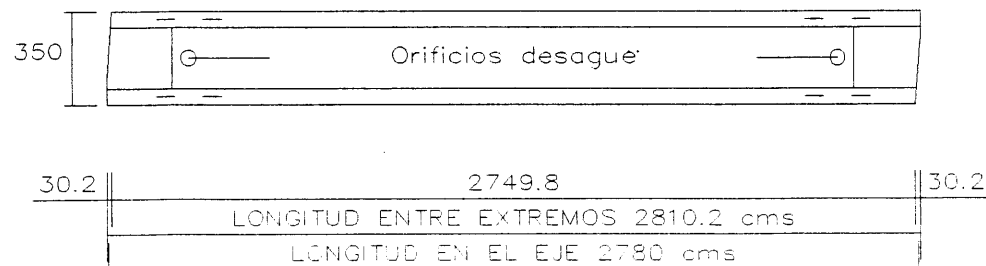 350
Orificios desague
30.2 2749.8 30.2
LONGITUD ENTRE EXTREMOS 2810.2 cms
LONGITUD EN EL EJE 2780 cms